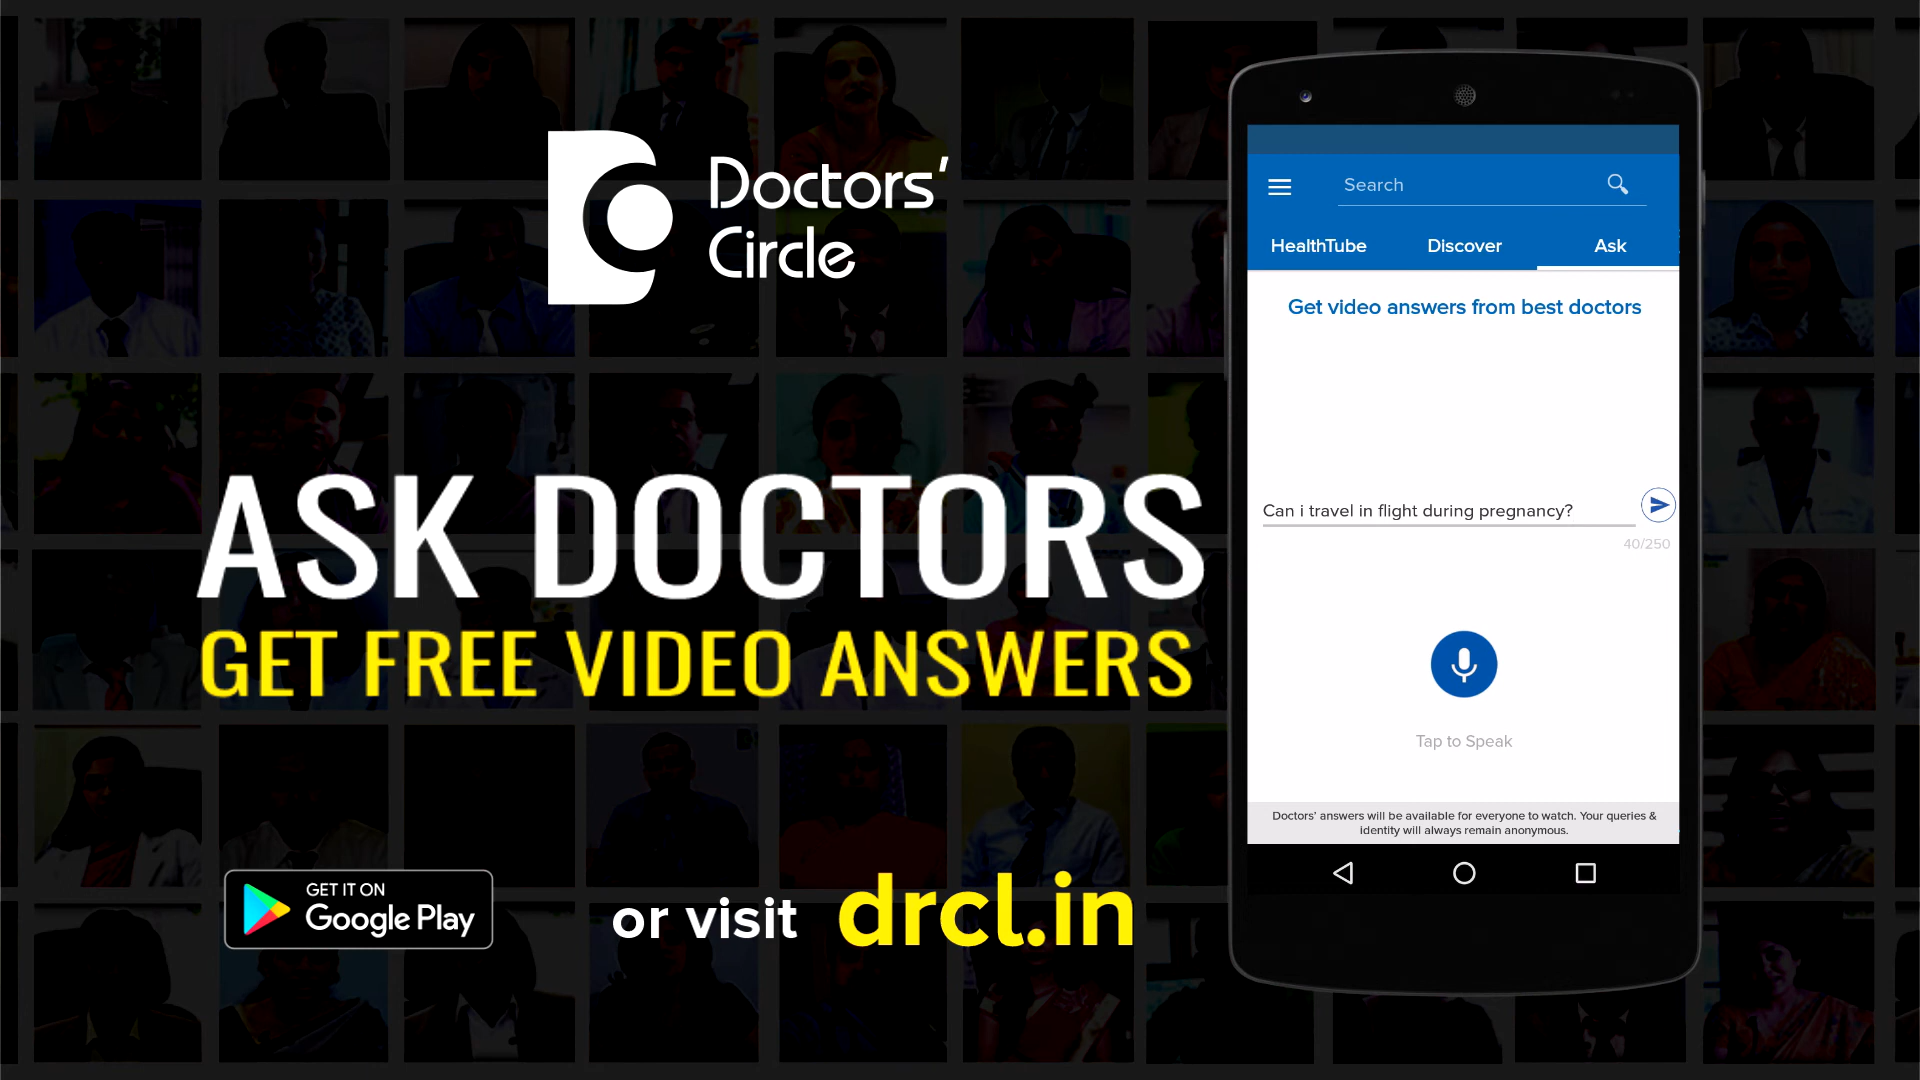 Doctors'
Circle
ASK DOCTORS
GET FREE VIDEO ANSWERS
GET IT ON
Google Play
or visit drcl.in
Search
HealthTube Discover Ask
Get video answers from best doctors
Can i travel in flight during pregnancy?
40/250
Tap to Speak
Doctors' answers will be available for everyone to watch. Your queries &
identity will always remain anonymous.